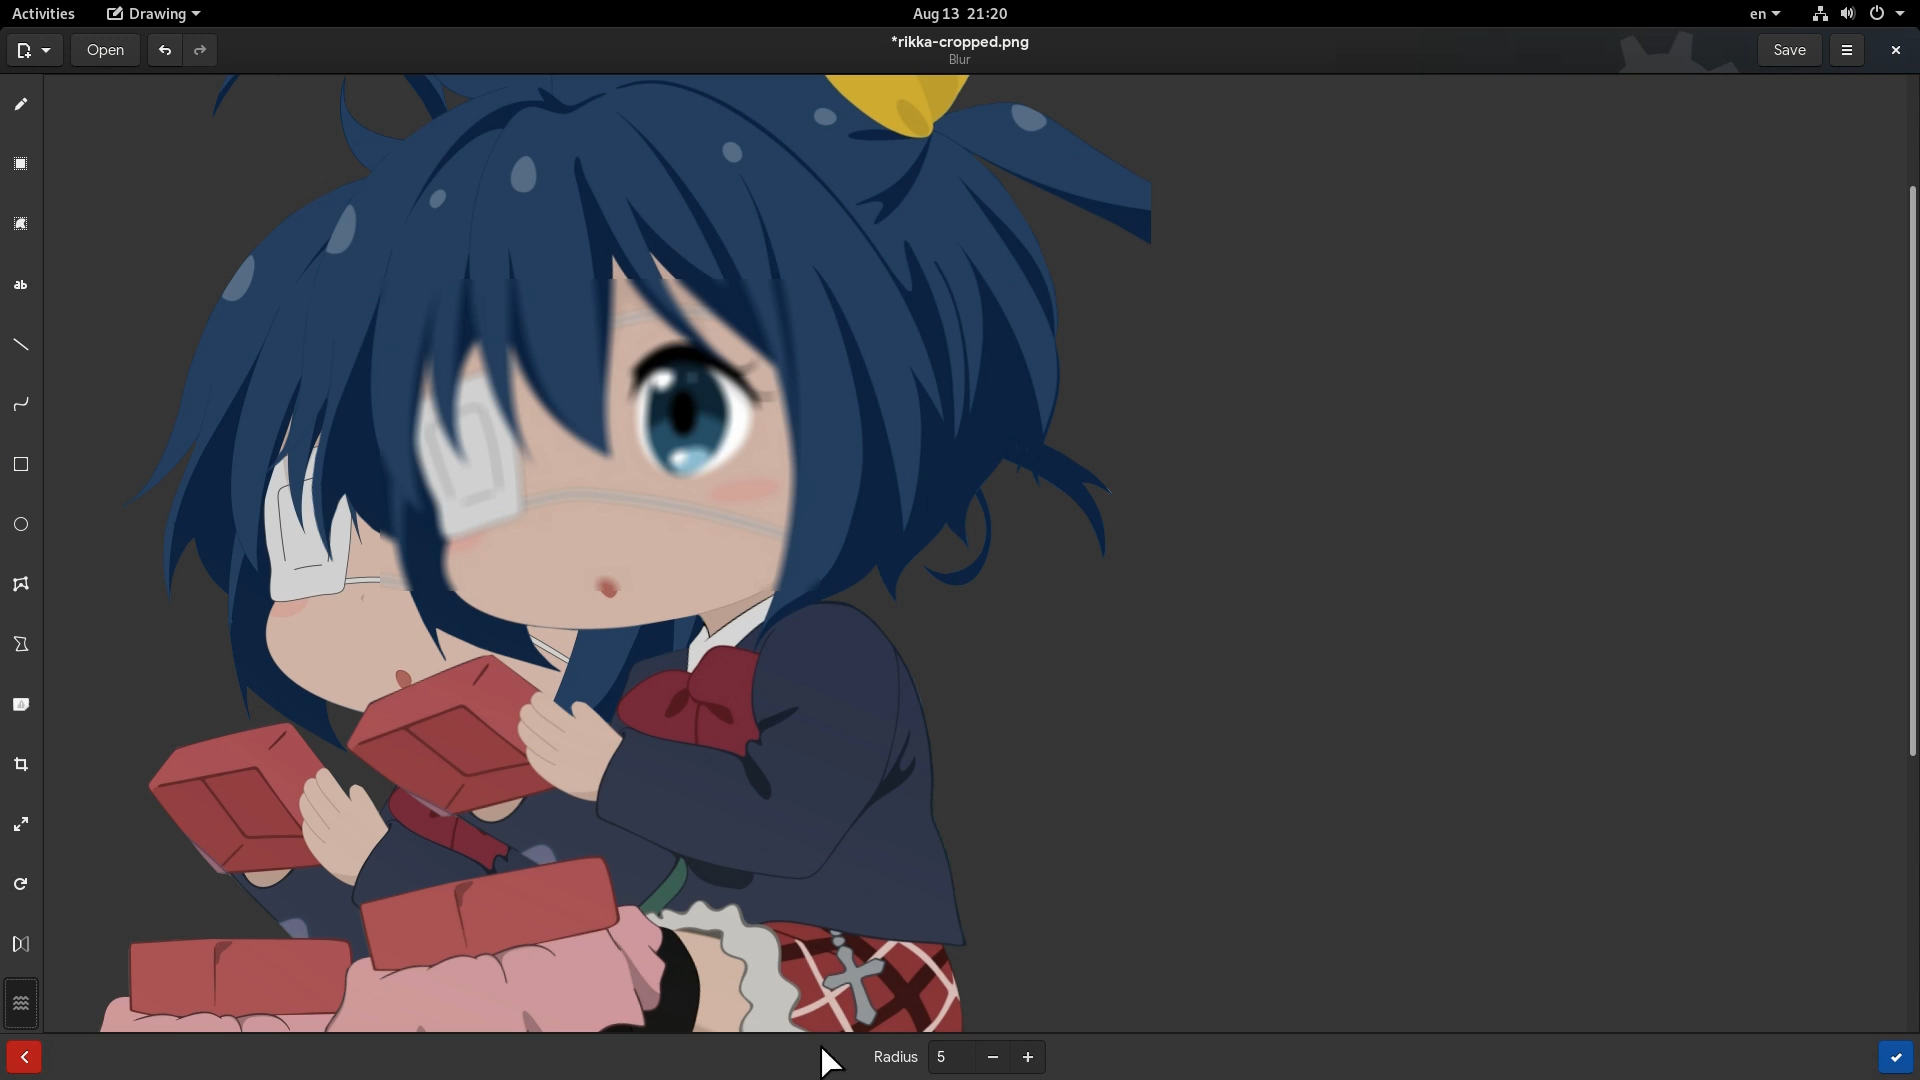 Activities
Drawing
Aug 13 21:20
en
Open
*rikka-cropped.png
Blur
Save
ab
Radius
5